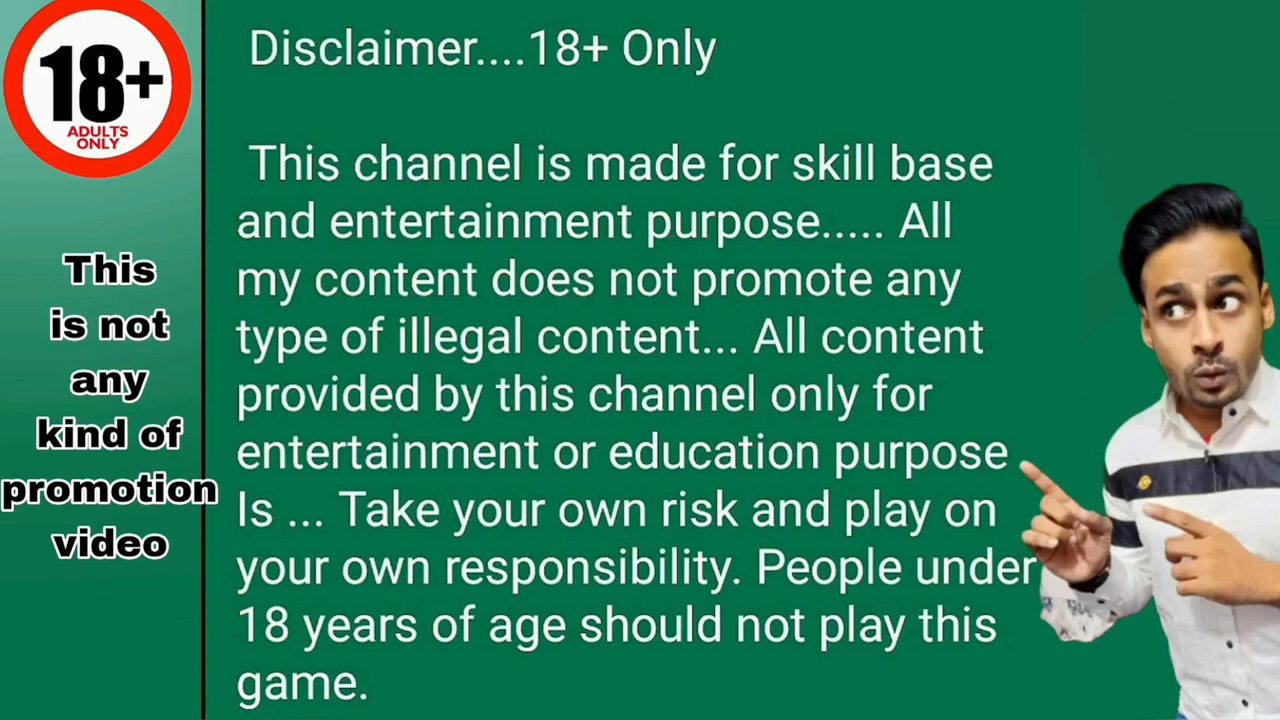 18+
ADULTS
ONLY
This
is not
any
kind of
promotion
video
Disclaimer....18+ Only
This channel is made for skill base
and entertainment purpose..... All
my content does not promote any
type of illegal content... All content
provided by this channel only for
entertainment or education purpose
Is ... Take your own risk and play on
your own responsibility. People under
18 years of age should not play this
game.